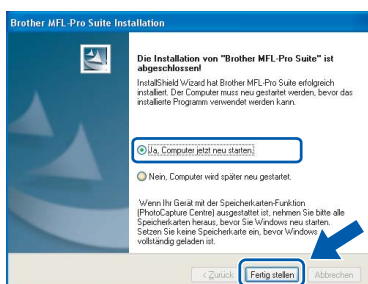 Brother MFL-Pro Suite Installation
Die Installation von "Brother MFL-Pro Suite" ist
abgeschlossen!
InstallShield Wizard hat Brother MFL-Pro Suite erfolgreich
installiert. Der Computer muss neu gestartet werden, bevor das
installierte Programm verwendet werden kann.
Ja, Computer jetzt neu starten.
Nein, Computer wird später neu gestartet.
Wenn Ihr Gerät mit der Speicherkarten-Funktion
(PhotoCapture Centre) ausgestattet ist, nehmen Sie bitte alle
Speicherkarten heraus, bevor Sie Windows neu starten.
Setzen Sie keine Speicherkarte ein, bevor Windows
vollständig geladen ist.
< Zurück
Fertig stellen
Abbrechen